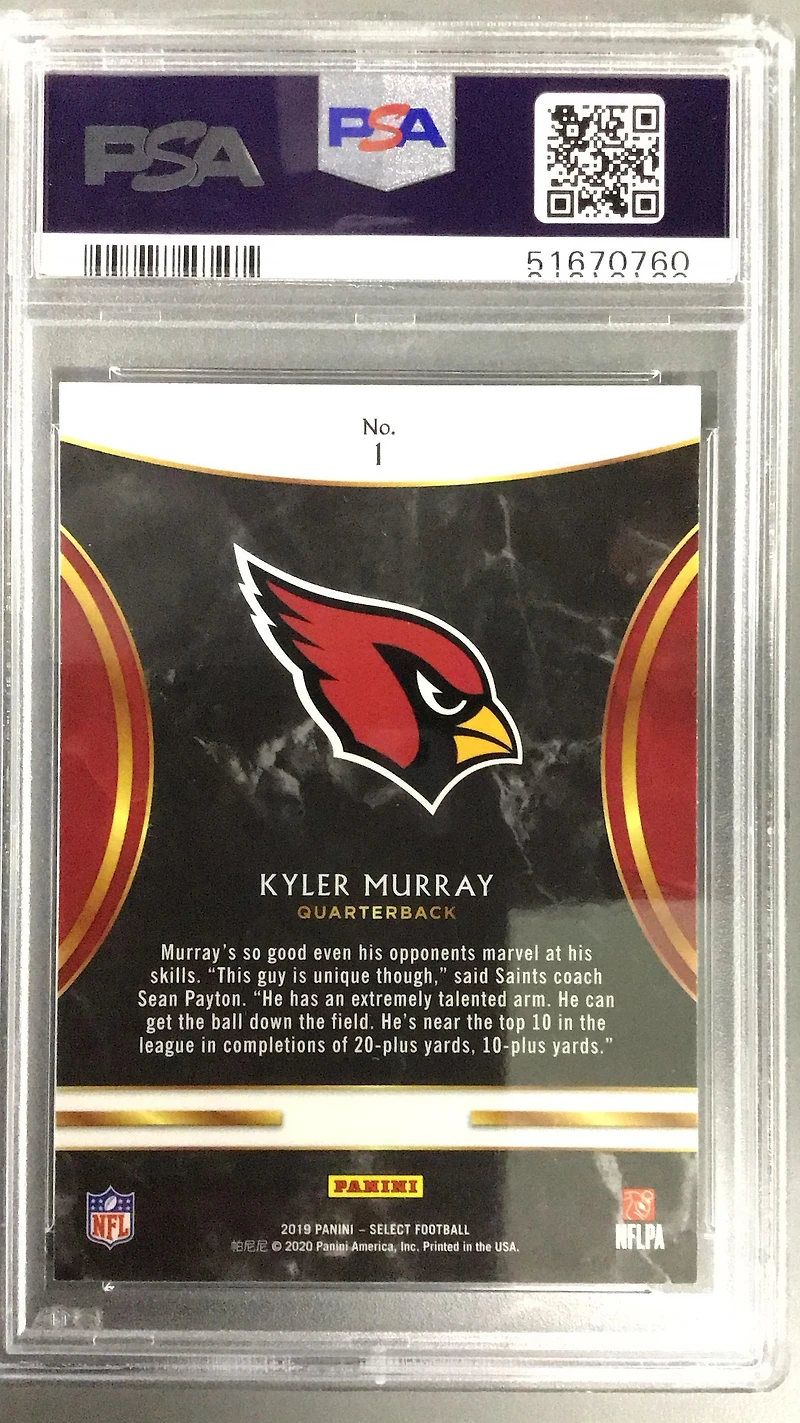 PSA
PSA
51670760
No.
1
KYLER MURRAY
QUARTERBACK
Murray's so good even his opponents marvel at his
skills. “This guy is unique though,” said Saints coach
Sean Payton. “He has an extremely talented arm. He can
get the ball down the field. He's near the top 10 in the
league in completions of 20-plus yards, 10-plus yards.”
PANINI
NFL
NFLPA
2019 PANINI – SELECT FOOTBALL
帕尼尼 © 2020 Panini America, Inc. Printed in the USA.